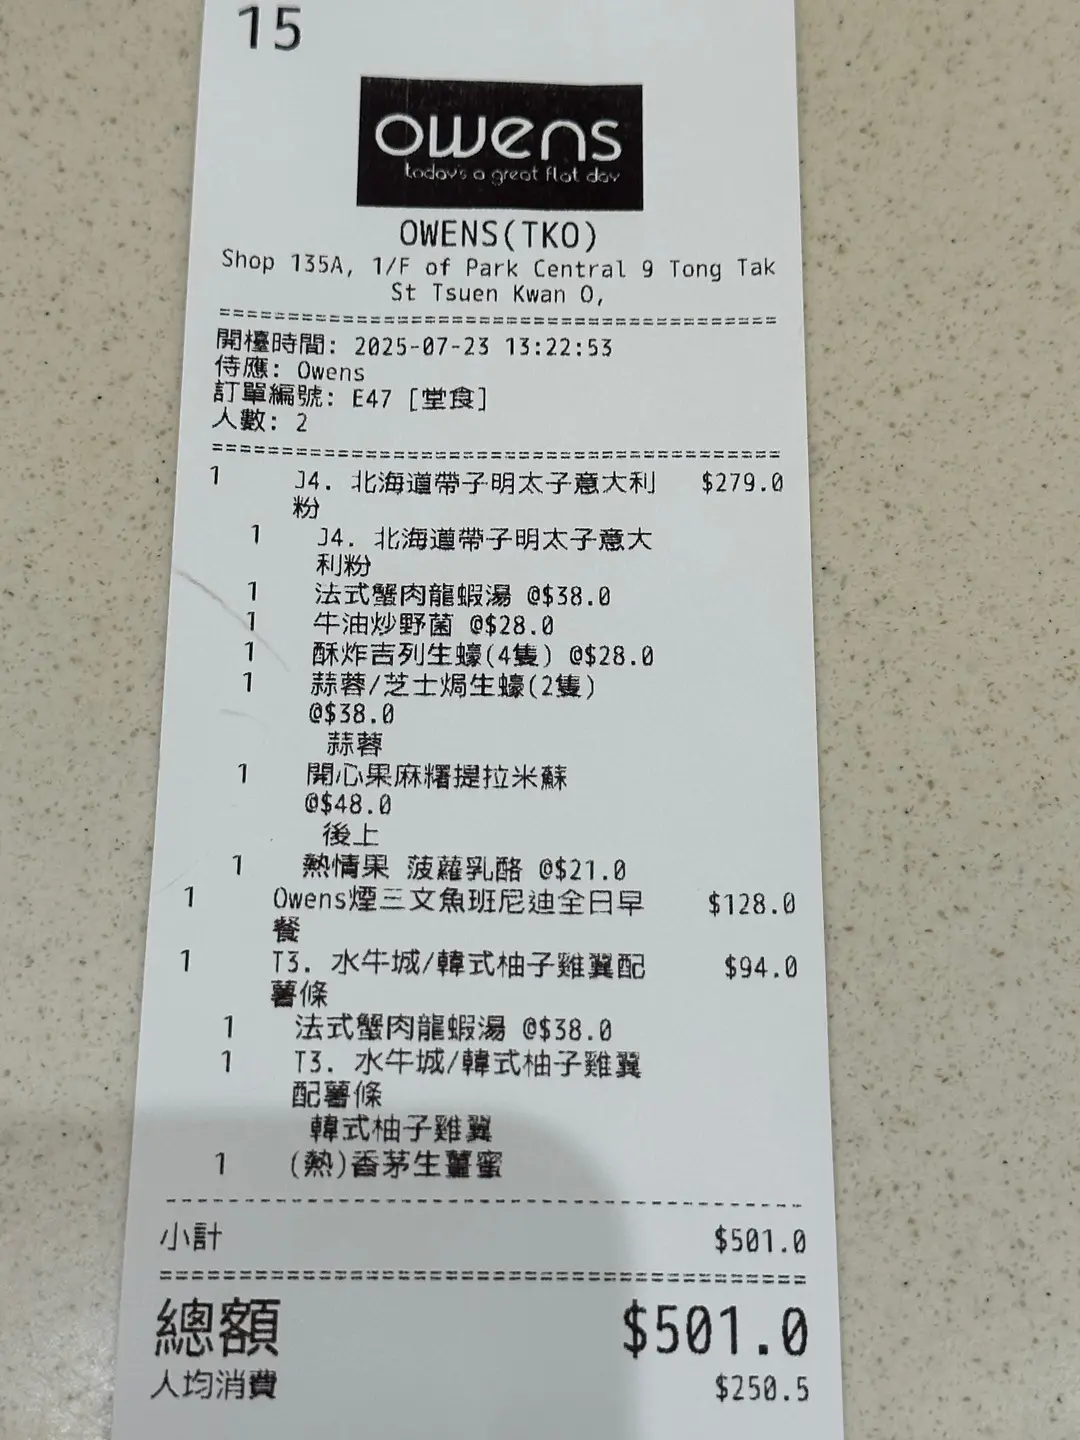 15
owens
today's a great flat day
OWENS(TKO)
Shop 135A, 1/F of Park Central 9 Tong Tak
St Tsuen Kwan O,
開檯時間: 2025-07-23 13:22:53
侍應: Owens
訂單編號: E47 [堂食]
人數: 2
1 J4. 北海道帶子明太子意大利 $279.0
粉
1 J4. 北海道帶子明太子意大
利粉
1 法式蟹肉龍蝦湯 @$38.0
1 牛油炒野菌 @$28.0
1 酥炸吉列生蠔(4隻) @$28.0
1 蒜蓉/芝士焗生蠔(2隻)
@$38.0
蒜蓉
1 開心果麻糬提拉米蘇
@$48.0
後上
1 熱情果 菠蘿乳酪 @$21.0
1 Owens煙三文魚班尼迪全日早 $128.0
餐
1 T3. 水牛城/韓式柚子雞翼配 $94.0
薯條
1 法式蟹肉龍蝦湯 @$38.0
1 T3. 水牛城/韓式柚子雞翼
配薯條
韓式柚子雞翼
1 (熱)香茅生薑蜜
小計 $501.0
總額 $501.0
人均消費 $250.5